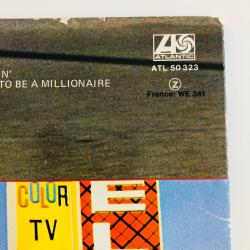 ATLANTIC
ATL 50 323
N'
TO BE A MILLIONAIRE
Z
France: WE 341
COLOR
TV
E